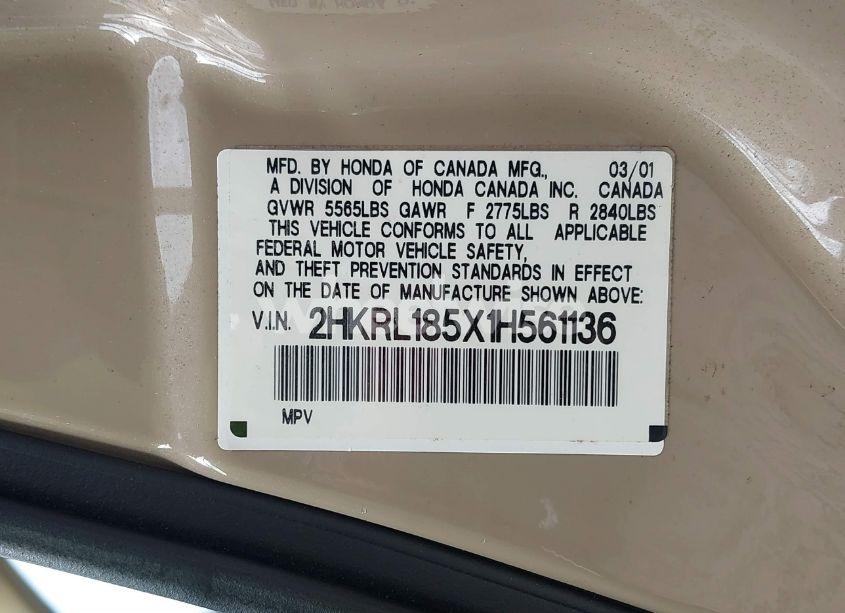 MFD. BY HONDA OF CANADA MFG., 03/01
A DIVISION OF HONDA CANADA INC. CANADA
GVWR 5565LBS GAWR F 2775LBS R 2840LBS
THIS VEHICLE CONFORMS TO ALL APPLICABLE
FEDERAL MOTOR VEHICLE SAFETY,
AND THEFT PREVENTION STANDARDS IN EFFECT
ON THE DATE OF MANUFACTURE SHOWN ABOVE:
V.I.N. 2HKRL185X1H561136
MPV